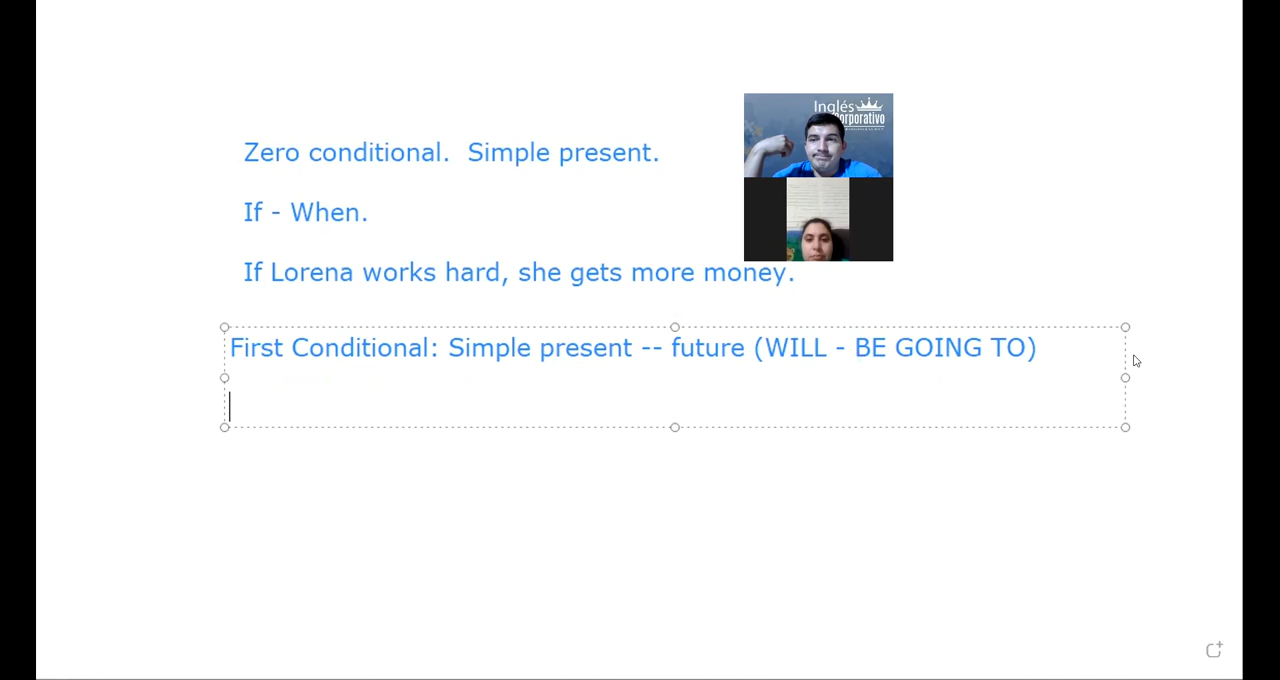 Inglés
Corporativo
Zero conditional.  Simple present.
If - When.
If Lorena works hard, she gets more money.
First Conditional: Simple present -- future (WILL - BE GOING TO)